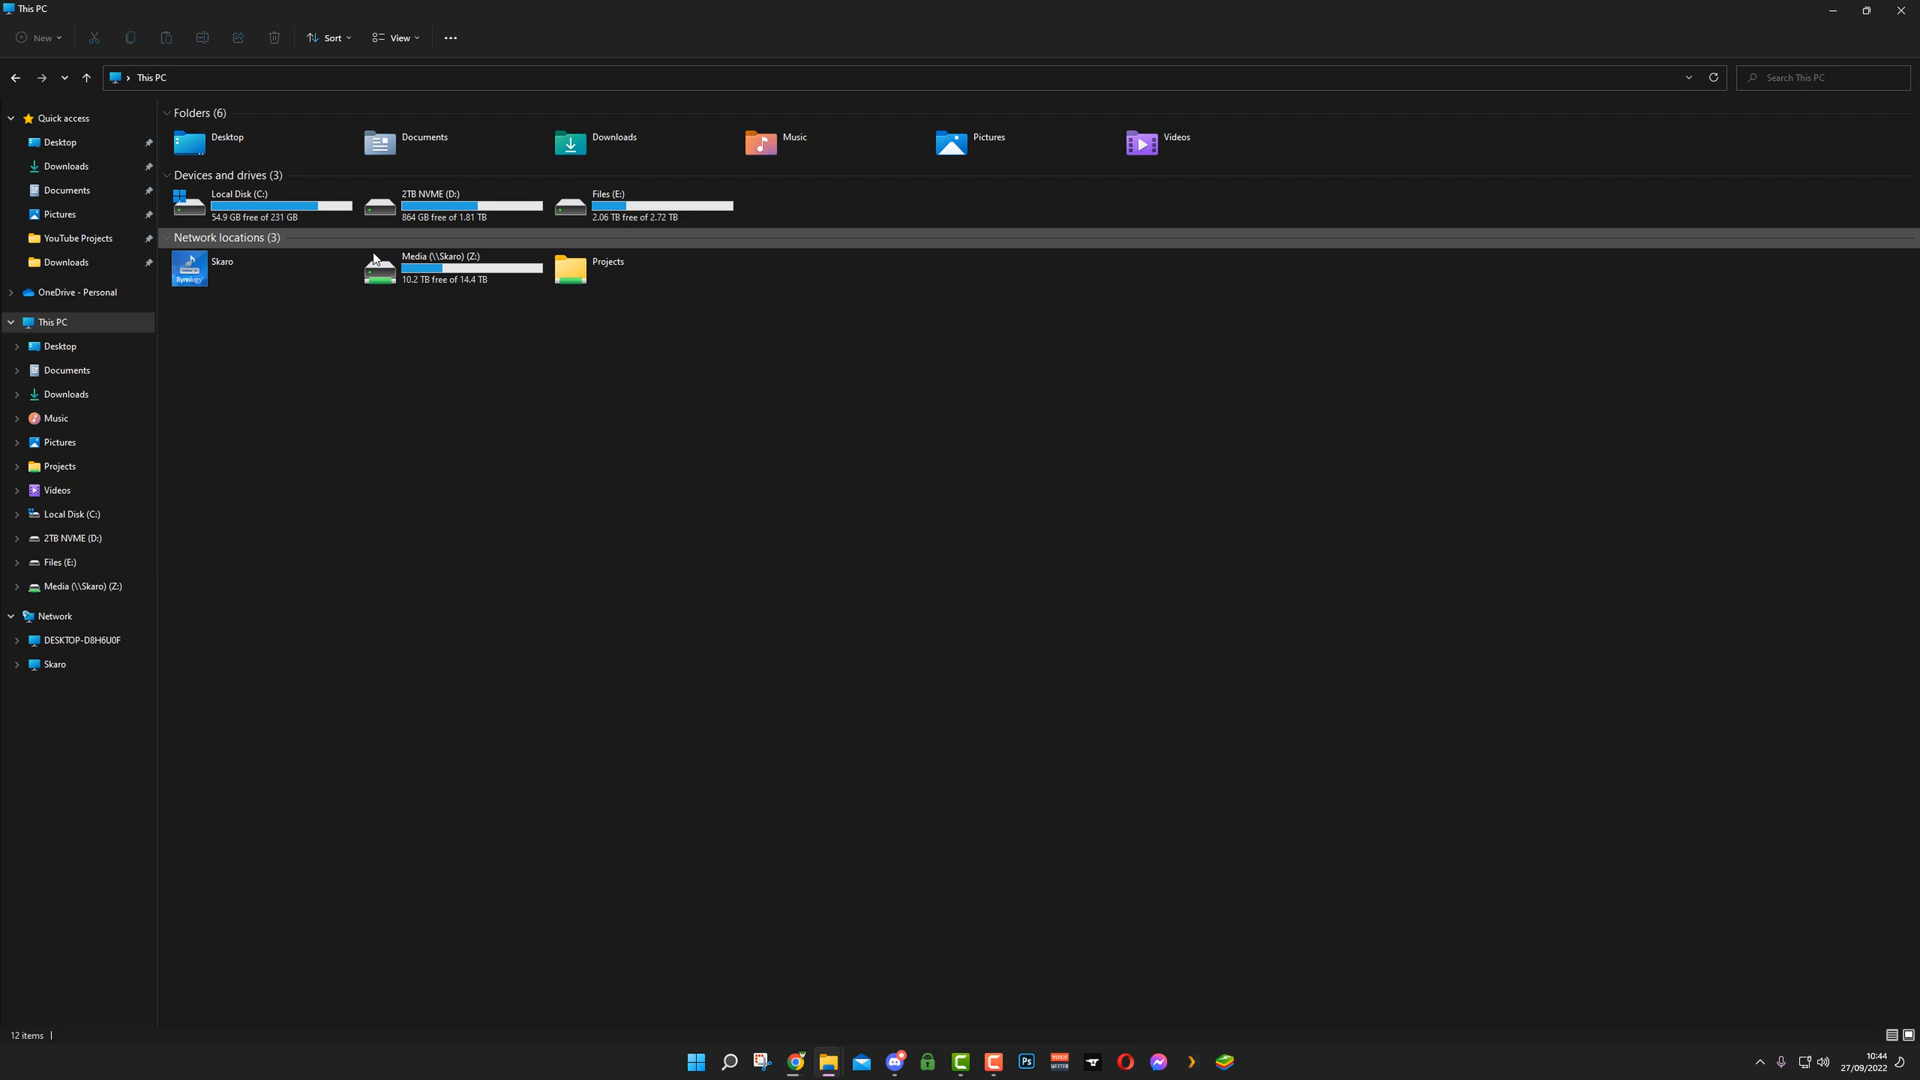 This PC
New
Sort
View
This PC
Search This PC
Quick access
Desktop
Downloads
Documents
Pictures
YouTube Projects
Downloads
OneDrive - Personal
This PC
Desktop
Documents
Downloads
Music
Pictures
Projects
Videos
Local Disk (C:)
2TB NVME (D:)
Files (E:)
Media (\\Skaro) (Z:)
Network
DESKTOP-D8H6U0F
Skaro
Folders (6)
Desktop
Documents
Downloads
Music
Pictures
Videos
Devices and drives (3)
Local Disk (C:)
54.9 GB free of 231 GB
2TB NVME (D:)
864 GB free of 1.81 TB
Files (E:)
2.06 TB free of 2.72 TB
Network locations (3)
Synology
Skaro
Media (\\Skaro) (Z:)
10.2 TB free of 14.4 TB
Projects
12 items
Ps
10:44
27/09/2022